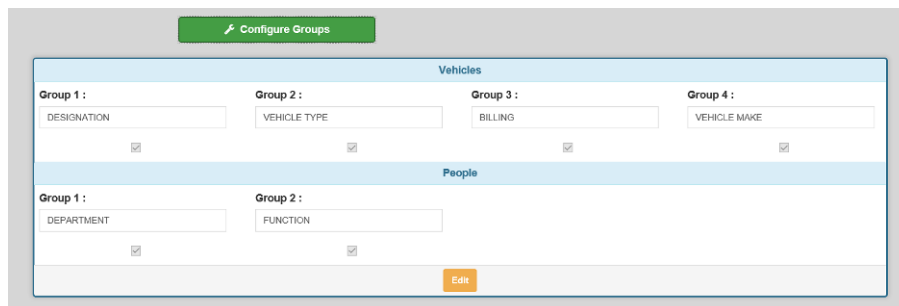 Configure Groups
Vehicles
Group 1 : Group 2 : Group 3 : Group 4 :
DESIGNATION VEHICLE TYPE BILLING VEHICLE MAKE
People
Group 1 : Group 2 :
DEPARTMENT FUNCTION
Edit